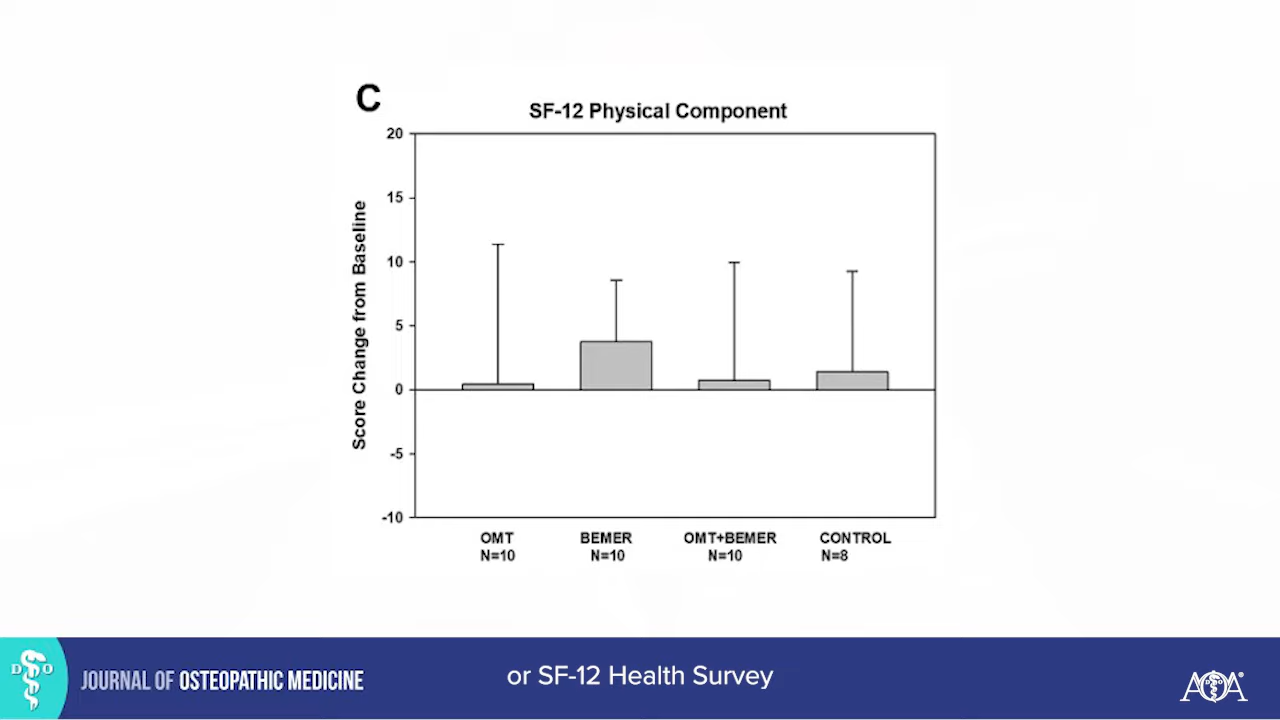 C
SF-12 Physical Component
Score Change from Baseline
20
15
10
5
0
-5
-10
OMT BEMER OMT+BEMER CONTROL
N=10 N=10 N=10 N=8
D O
JOURNAL OF OSTEOPATHIC MEDICINE
or SF-12 Health Survey
AOA